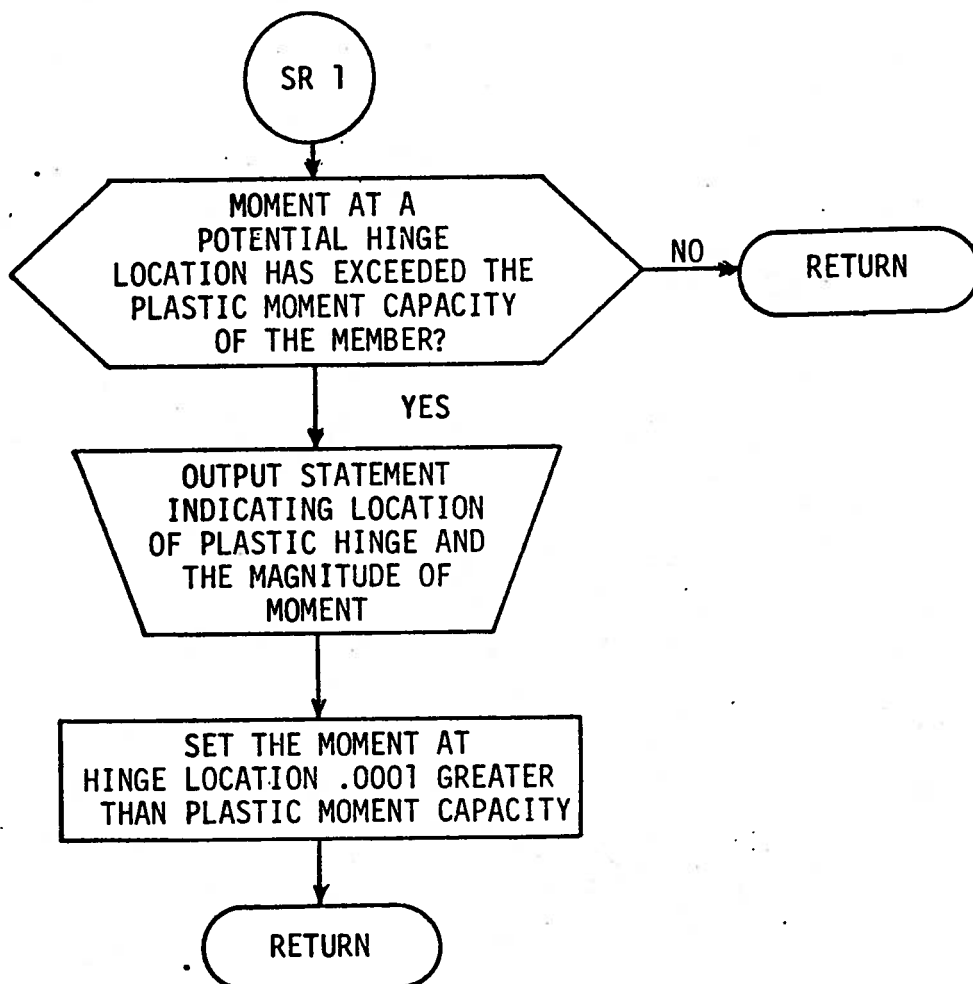 SR 1
MOMENT AT A
POTENTIAL HINGE
LOCATION HAS EXCEEDED THE
PLASTIC MOMENT CAPACITY
OF THE MEMBER?
NO
RETURN
YES
OUTPUT STATEMENT
INDICATING LOCATION
OF PLASTIC HINGE AND
THE MAGNITUDE OF
MOMENT
SET THE MOMENT AT
HINGE LOCATION .0001 GREATER
THAN PLASTIC MOMENT CAPACITY
RETURN